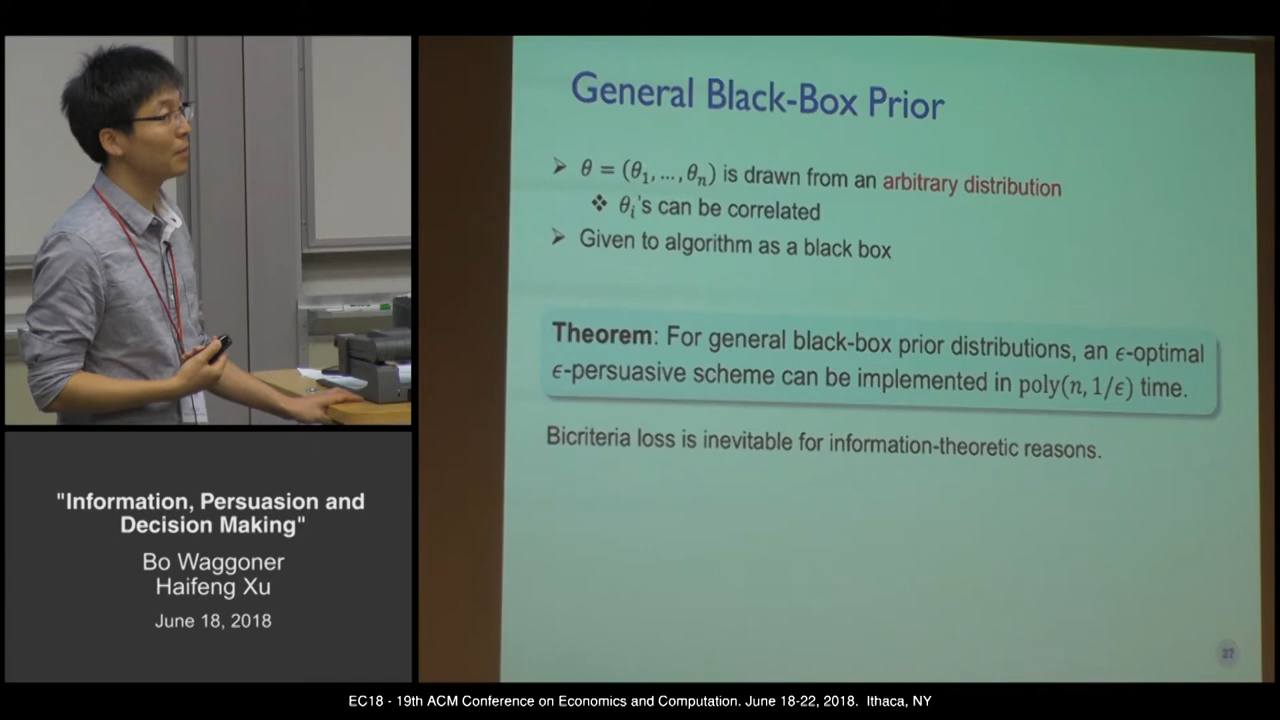 General Black-Box Prior
➢ θ = (θ₁, …, θₙ) is drawn from an arbitrary distribution
❖ θᵢ's can be correlated
➢ Given to algorithm as a black box
Theorem: For general black-box prior distributions, an ϵ-optimal
ϵ-persuasive scheme can be implemented in poly(n, 1/ϵ) time.
Bicriteria loss is inevitable for information-theoretic reasons.
27
"Information, Persuasion and
Decision Making"
Bo Waggoner
Haifeng Xu
June 18, 2018
EC18 - 19th ACM Conference on Economics and Computation. June 18-22, 2018. Ithaca, NY